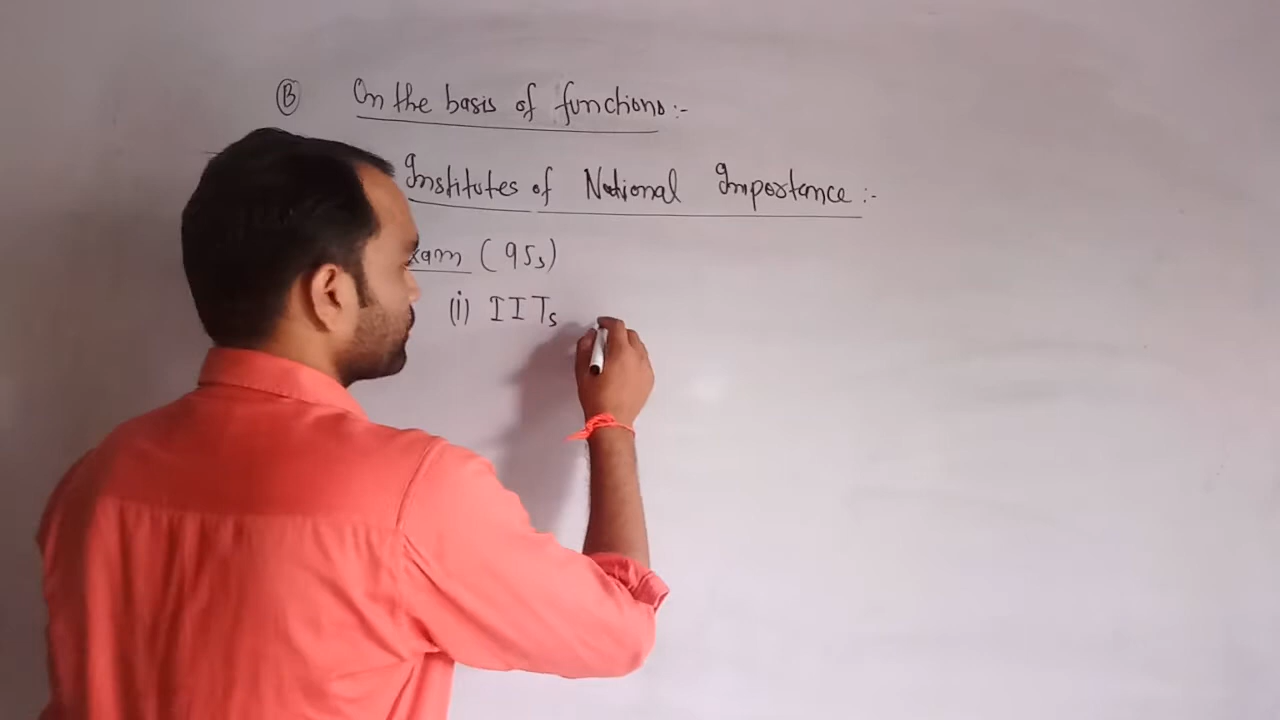 B On the basis of functions:-
Institutes of National Importance:-
xam (95s)
(i) IITs